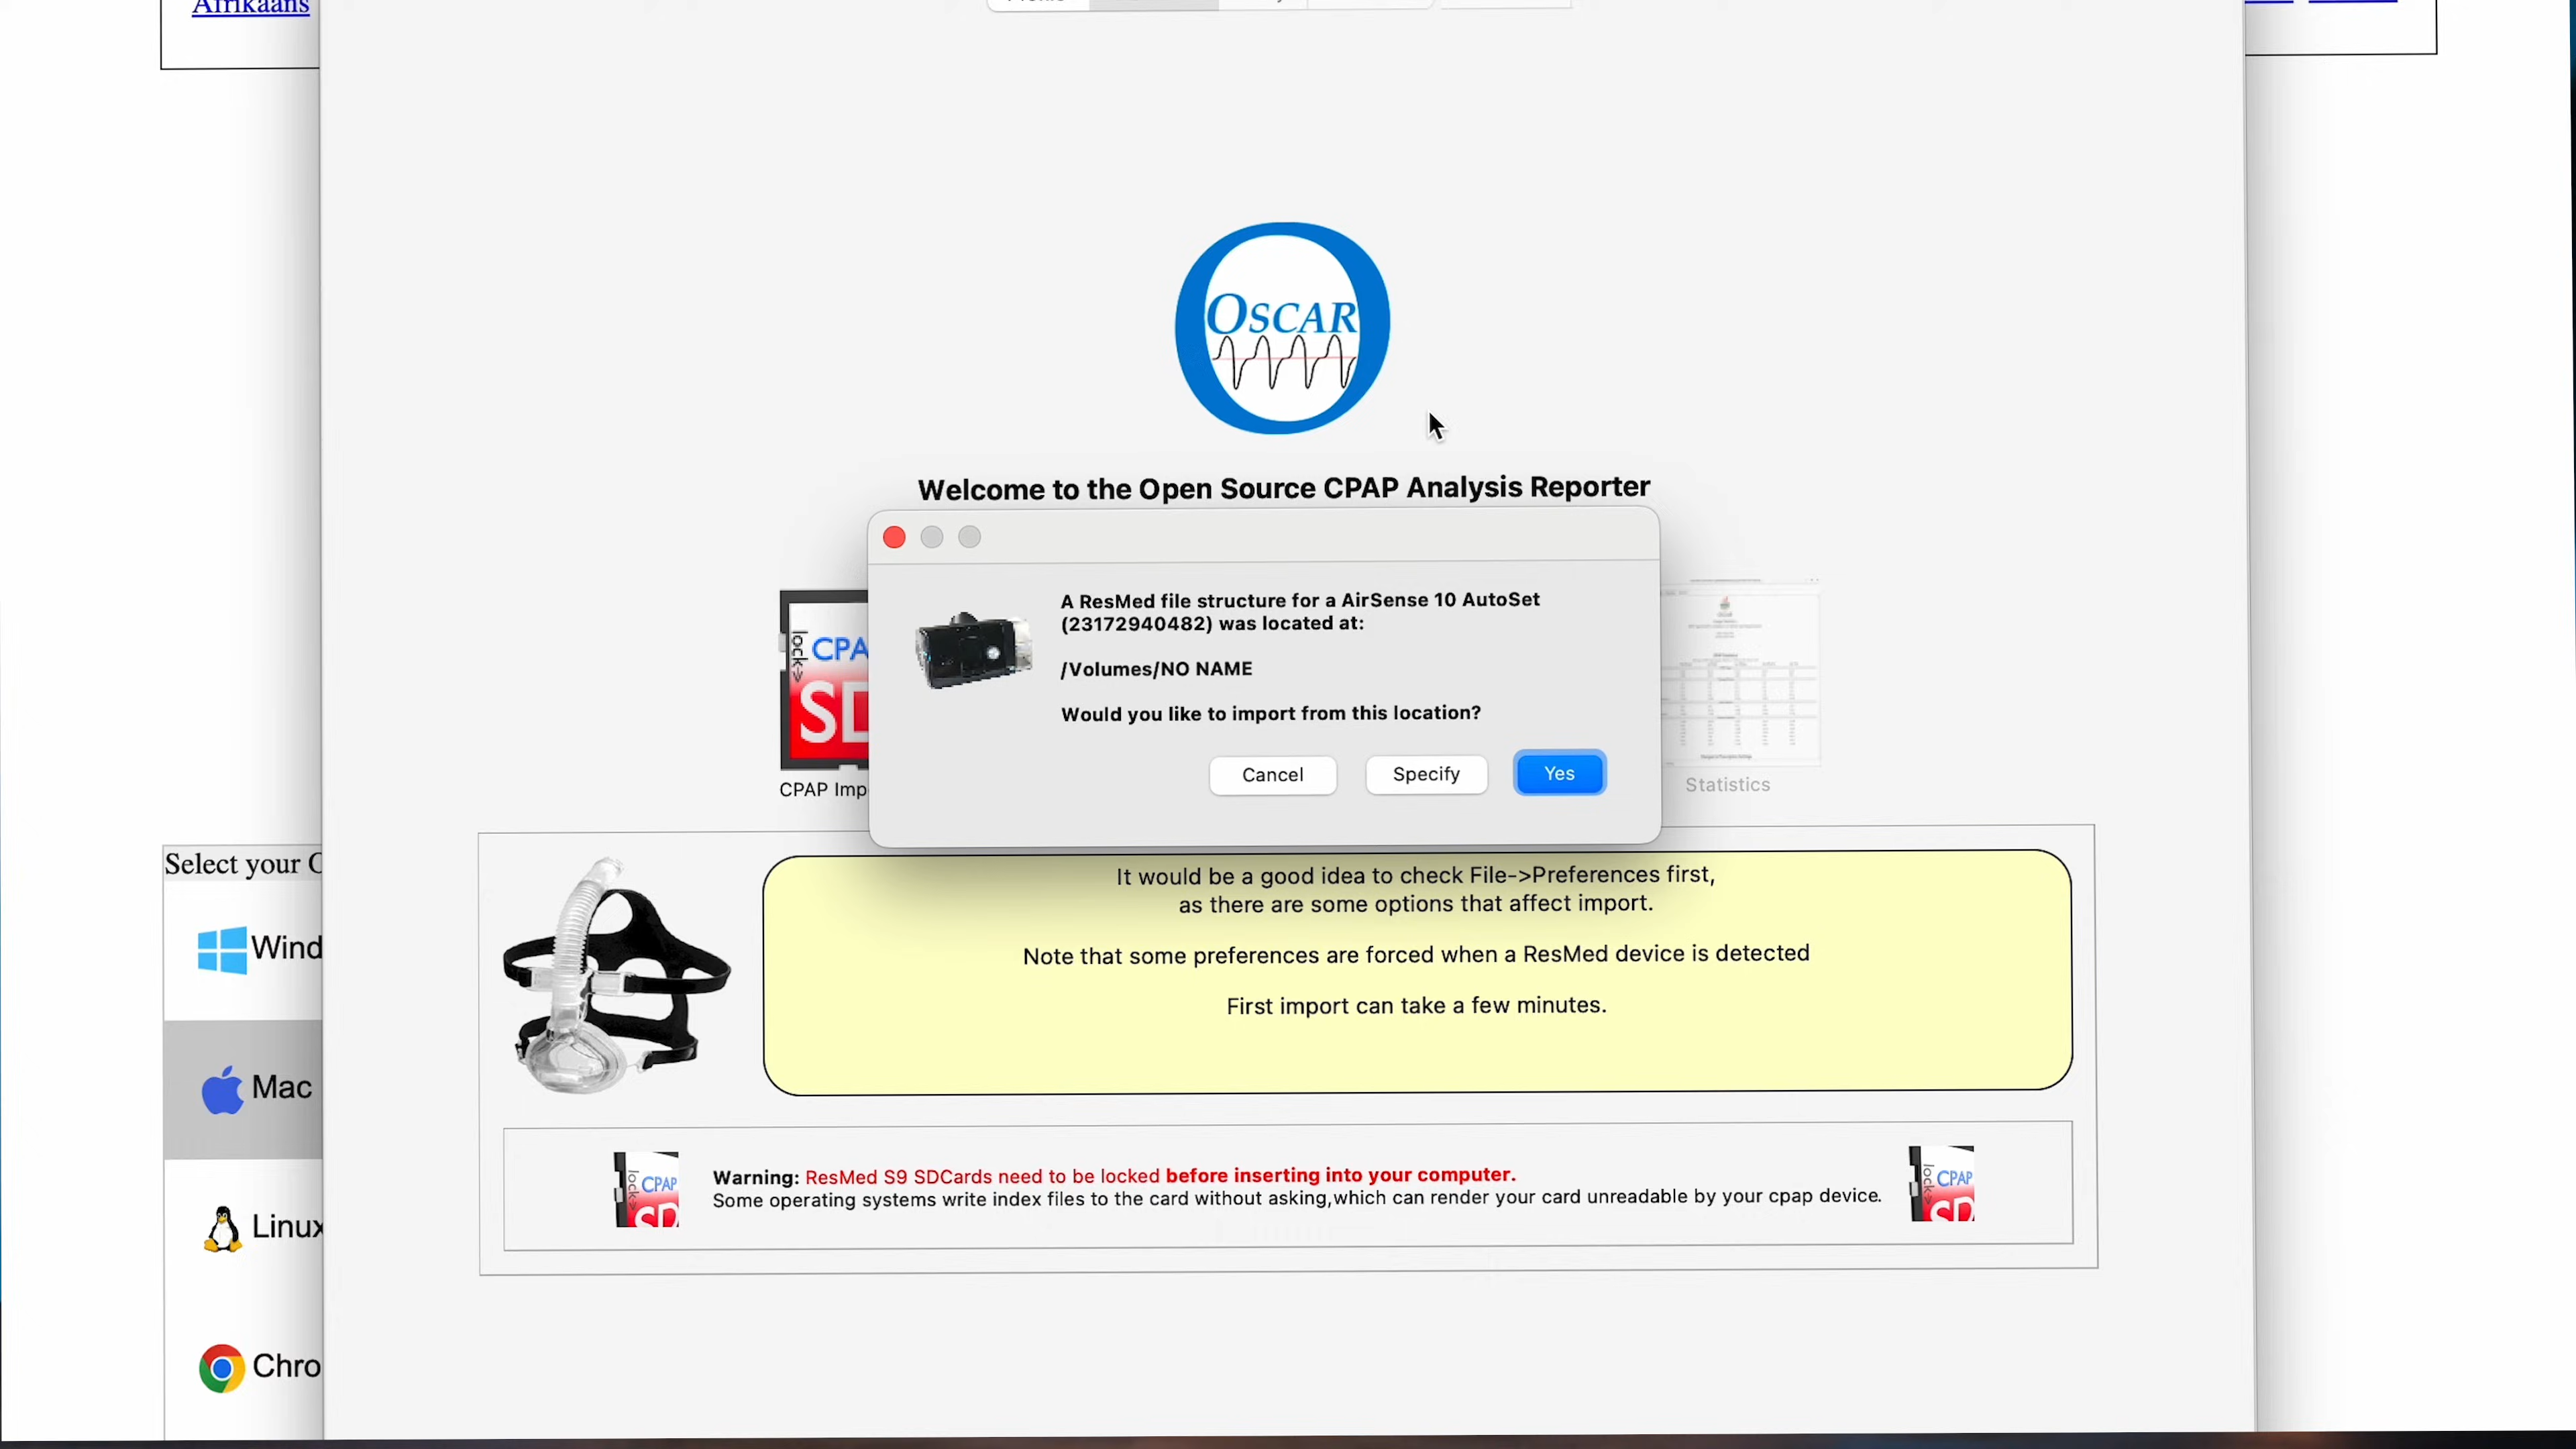 Afrikaans
OSCAR
Welcome to the Open Source CPAP Analysis Reporter
A ResMed file structure for a AirSense 10 AutoSet
(23172940482) was located at:
/Volumes/NO NAME
Would you like to import from this location?
Cancel
Specify
Yes
lock->
CPA
SD
CPAP Imp
Statistics
Select your O
Wind
Mac
Linux
Chro
It would be a good idea to check File->Preferences first,
as there are some options that affect import.
Note that some preferences are forced when a ResMed device is detected
First import can take a few minutes.
lock->
CPAP
SD
Warning: ResMed S9 SDCards need to be locked before inserting into your computer.
Some operating systems write index files to the card without asking,which can render your card unreadable by your cpap device.
lock->
CPAP
SD